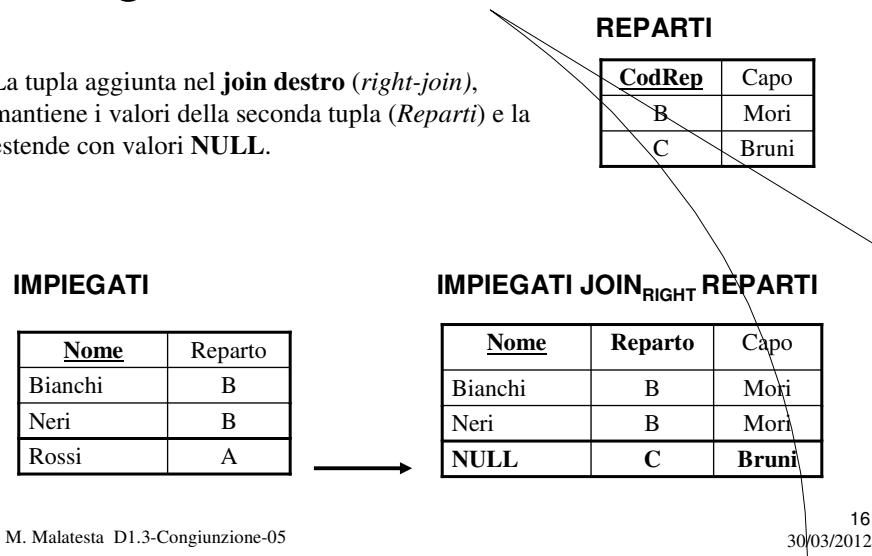 REPARTI
La tupla aggiunta nel join destro (right-join),
mantiene i valori della seconda tupla (Reparti) e la
estende con valori NULL.
CodRep Capo
B Mori
C Bruni
IMPIEGATI
Nome Reparto
Bianchi B
Neri B
Rossi A
IMPIEGATI JOIN RIGHT REPARTI
Nome Reparto Capo
Bianchi B Mori
Neri B Mori
NULL C Bruni
M. Malatesta D1.3-Congiunzione-05
16
30/03/2012